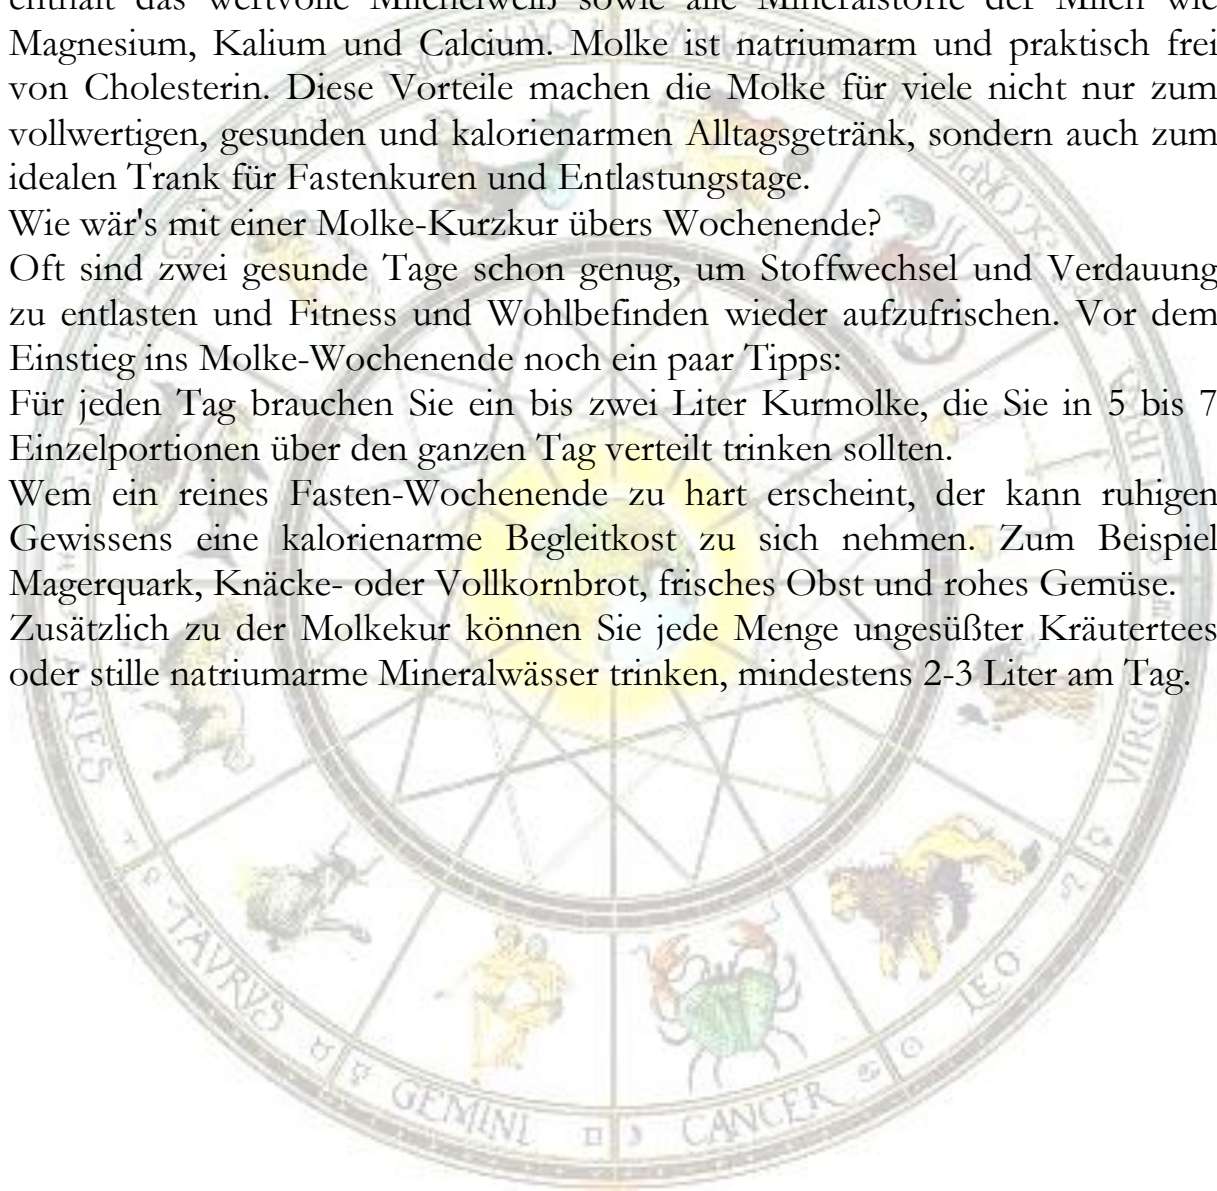 enthält das wertvolle Milcheiweiß sowie alle Mineralstoffe der Milch wie
Magnesium, Kalium und Calcium. Molke ist natriumarm und praktisch frei
von Cholesterin. Diese Vorteile machen die Molke für viele nicht nur zum
vollwertigen, gesunden und kalorienarmen Alltagsgetränk, sondern auch zum
idealen Trank für Fastenkuren und Entlastungstage.
Wie wär's mit einer Molke-Kurzkur übers Wochenende?
Oft sind zwei gesunde Tage schon genug, um Stoffwechsel und Verdauung
zu entlasten und Fitness und Wohlbefinden wieder aufzufrischen. Vor dem
Einstieg ins Molke-Wochenende noch ein paar Tipps:
Für jeden Tag brauchen Sie ein bis zwei Liter Kurmolke, die Sie in 5 bis 7
Einzelportionen über den ganzen Tag verteilt trinken sollten.
Wem ein reines Fasten-Wochenende zu hart erscheint, der kann ruhigen
Gewissens eine kalorienarme Begleitkost zu sich nehmen. Zum Beispiel
Magerquark, Knäcke- oder Vollkornbrot, frisches Obst und rohes Gemüse.
Zusätzlich zu der Molkekur können Sie jede Menge ungesüßter Kräutertees
oder stille natriumarme Mineralwässer trinken, mindestens 2-3 Liter am Tag.
SCORPIO
LIBRA
VIRGO
LEO
CANCER
GEMINI
TAVRVS
ARIES